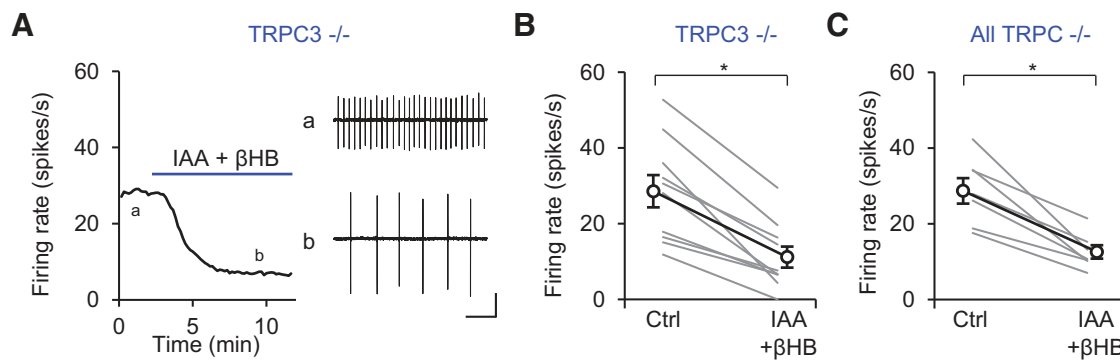 A
TRPC3 -/-
Firing rate (spikes/s)
60
40
20
0
IAA + βHB
a
b
0
5
10
Time (min)
a
b
B
TRPC3 -/-
*
Firing rate (spikes/s)
60
40
20
0
Ctrl
IAA
+βHB
C
All TRPC -/-
*
Firing rate (spikes/s)
60
40
20
0
Ctrl
IAA
+βHB